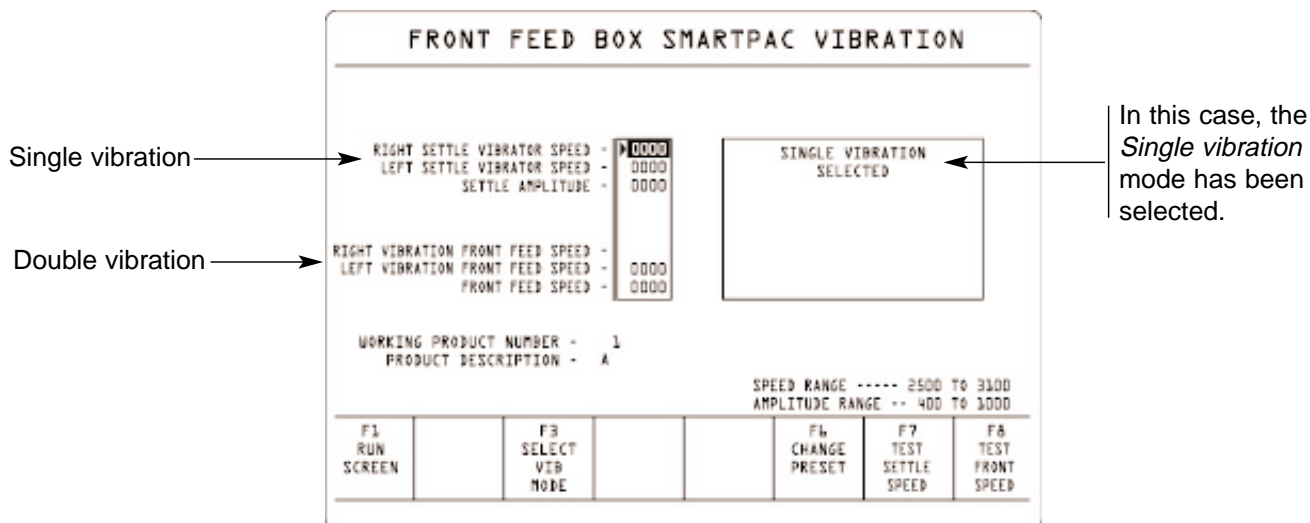 FRONT FEED BOX SMARTPAC VIBRATION
Single vibration
RIGHT SETTLE VIBRATOR SPEED - 0000
LEFT SETTLE VIBRATOR SPEED - 0000
SETTLE AMPLITUDE - 0000
SINGLE VIBRATION
SELECTED
In this case, the
Single vibration
mode has been
selected.
Double vibration
RIGHT VIBRATION FRONT FEED SPEED -
LEFT VIBRATION FRONT FEED SPEED - 0000
FRONT FEED SPEED - 0000
WORKING PRODUCT NUMBER - 1
PRODUCT DESCRIPTION - A
SPEED RANGE ----- 2500 TO 3100
AMPLITUDE RANGE -- 400 TO 1000
F1
RUN
SCREEN
F3
SELECT
VIB
MODE
F6
CHANGE
PRESET
F7
TEST
SETTLE
SPEED
F8
TEST
FRONT
SPEED